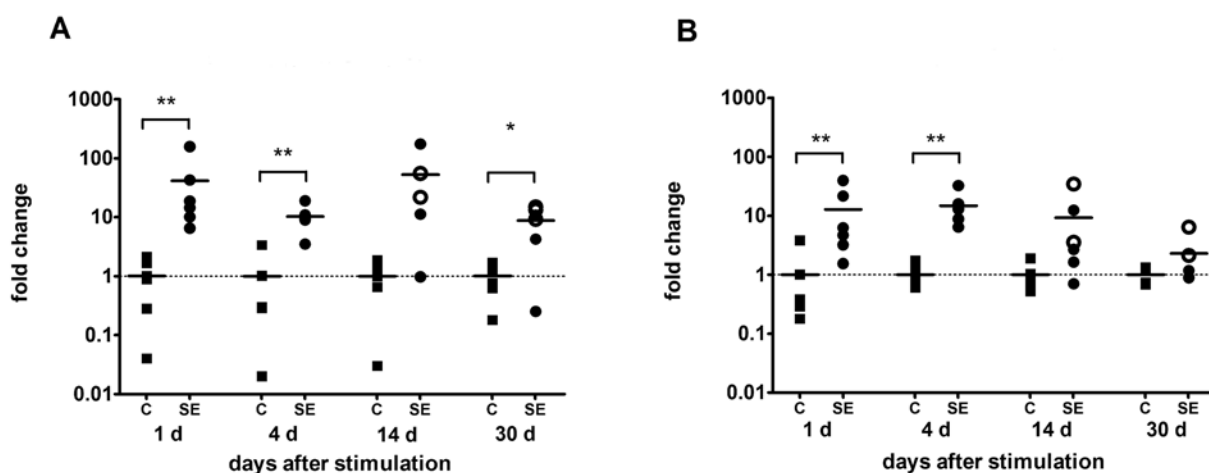 A
fold change
1000
100
10
1
0.1
0.01
**
**
*
C SE C SE C SE C SE
1 d 4 d 14 d 30 d
days after stimulation
B
fold change
1000
100
10
1
0.1
0.01
**
**
C SE C SE C SE C SE
1 d 4 d 14 d 30 d
days after stimulation